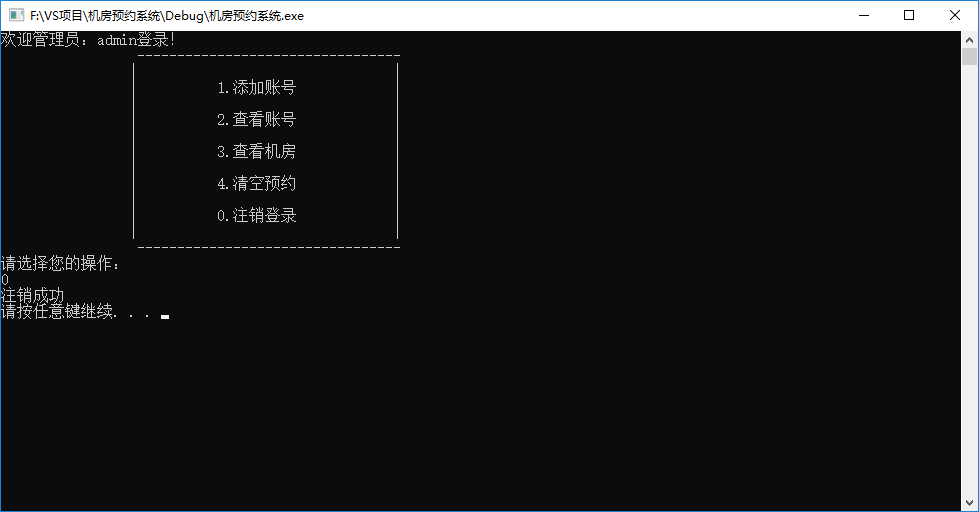 F:\VS项目\机房预约系统\Debug\机房预约系统.exe
欢迎管理员：admin登录!
---------------------------------
1.添加账号
2.查看账号
3.查看机房
4.清空预约
0.注销登录
---------------------------------
请选择您的操作：
0
注销成功
请按任意键继续. . .